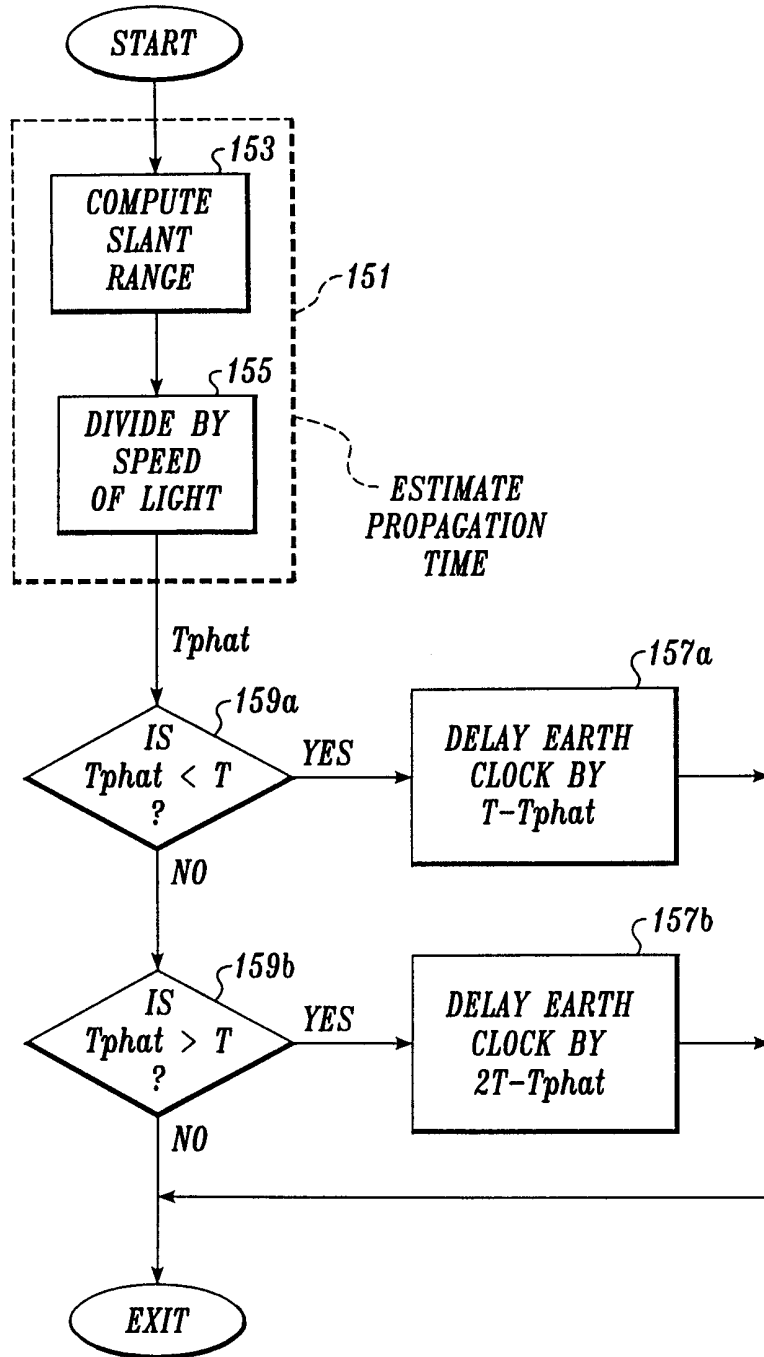 START
153
COMPUTE
SLANT
RANGE
151
155
DIVIDE BY
SPEED
OF LIGHT
ESTIMATE
PROPAGATION
TIME
Tphat
159a
IS
Tphat < T
?
YES
157a
DELAY EARTH
CLOCK BY
T-Tphat
NO
159b
IS
Tphat > T
?
YES
157b
DELAY EARTH
CLOCK BY
2T-Tphat
NO
EXIT